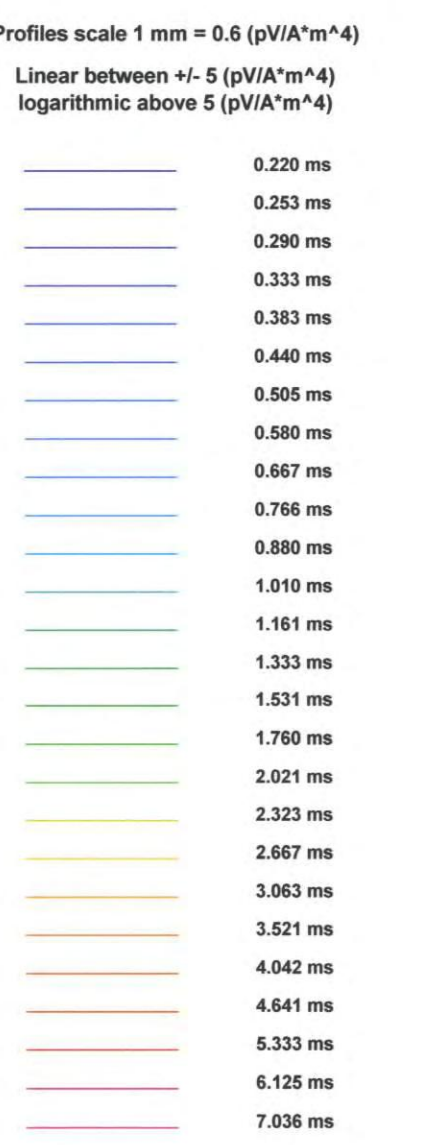 Profiles scale 1 mm = 0.6 (pV/A*m^4)
Linear between +/- 5 (pV/A*m^4)
logarithmic above 5 (pV/A*m^4)
0.220 ms
0.253 ms
0.290 ms
0.333 ms
0.383 ms
0.440 ms
0.505 ms
0.580 ms
0.667 ms
0.766 ms
0.880 ms
1.010 ms
1.161 ms
1.333 ms
1.531 ms
1.760 ms
2.021 ms
2.323 ms
2.667 ms
3.063 ms
3.521 ms
4.042 ms
4.641 ms
5.333 ms
6.125 ms
7.036 ms